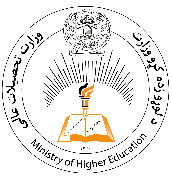 وزارت تحصیلات عالی
د لوړو زده کړو وزارت
Ministry of Higher Education